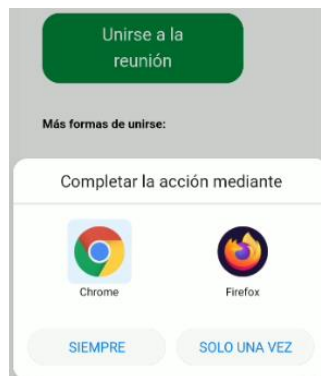 Unirse a la
reunión
Más formas de unirse:
Completar la acción mediante
Chrome
Firefox
SIEMPRE
SOLO UNA VEZ